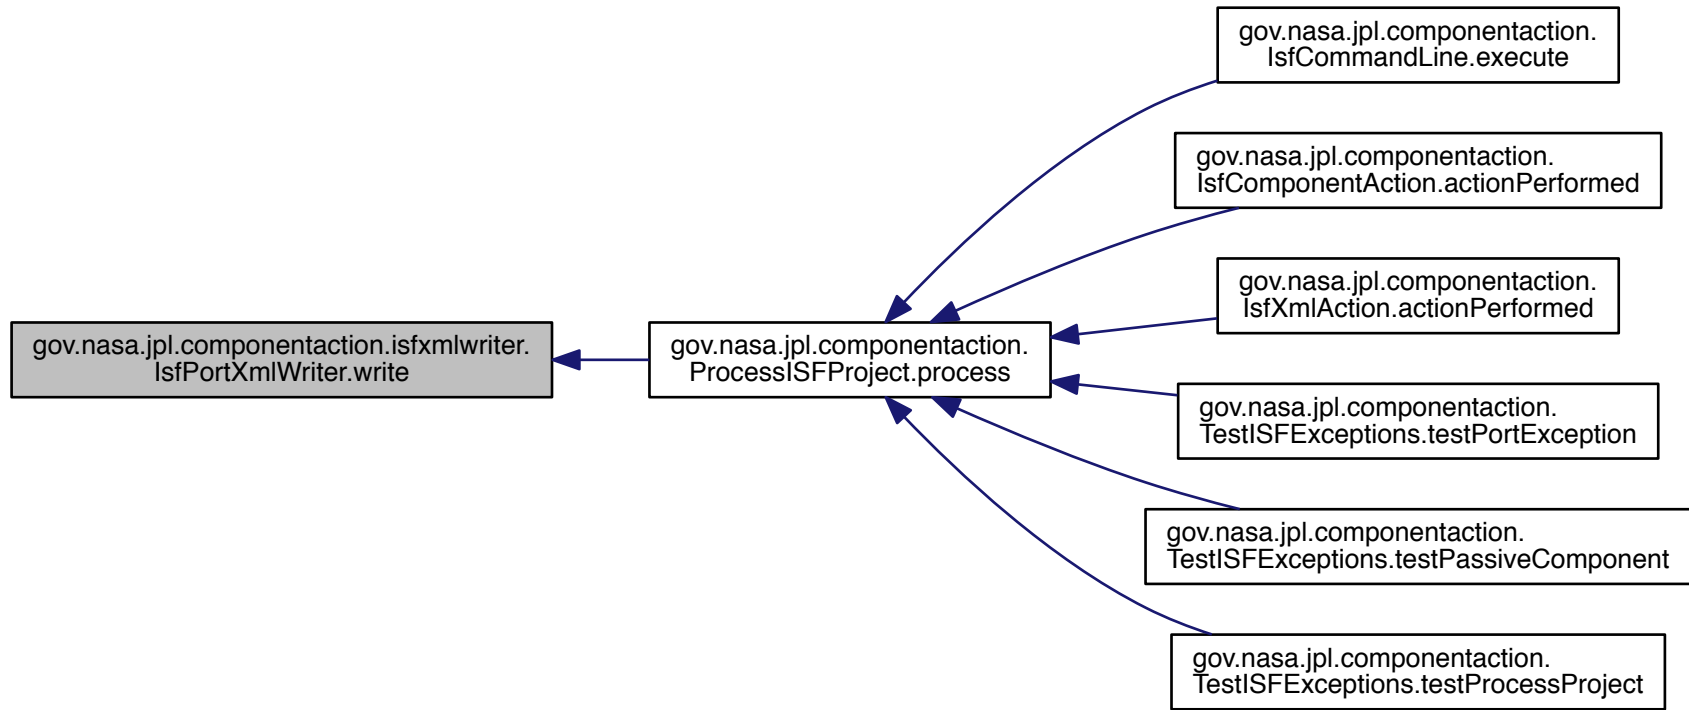 gov.nasa.jpl.componentaction.
IsfCommandLine.execute
gov.nasa.jpl.componentaction.
IsfComponentAction.actionPerformed
gov.nasa.jpl.componentaction.
IsfXmlAction.actionPerformed
gov.nasa.jpl.componentaction.isfxmlwriter.
IsfPortXmlWriter.write
gov.nasa.jpl.componentaction.
ProcessISFProject.process
gov.nasa.jpl.componentaction.
TestISFExceptions.testPortException
gov.nasa.jpl.componentaction.
TestISFExceptions.testPassiveComponent
gov.nasa.jpl.componentaction.
TestISFExceptions.testProcessProject